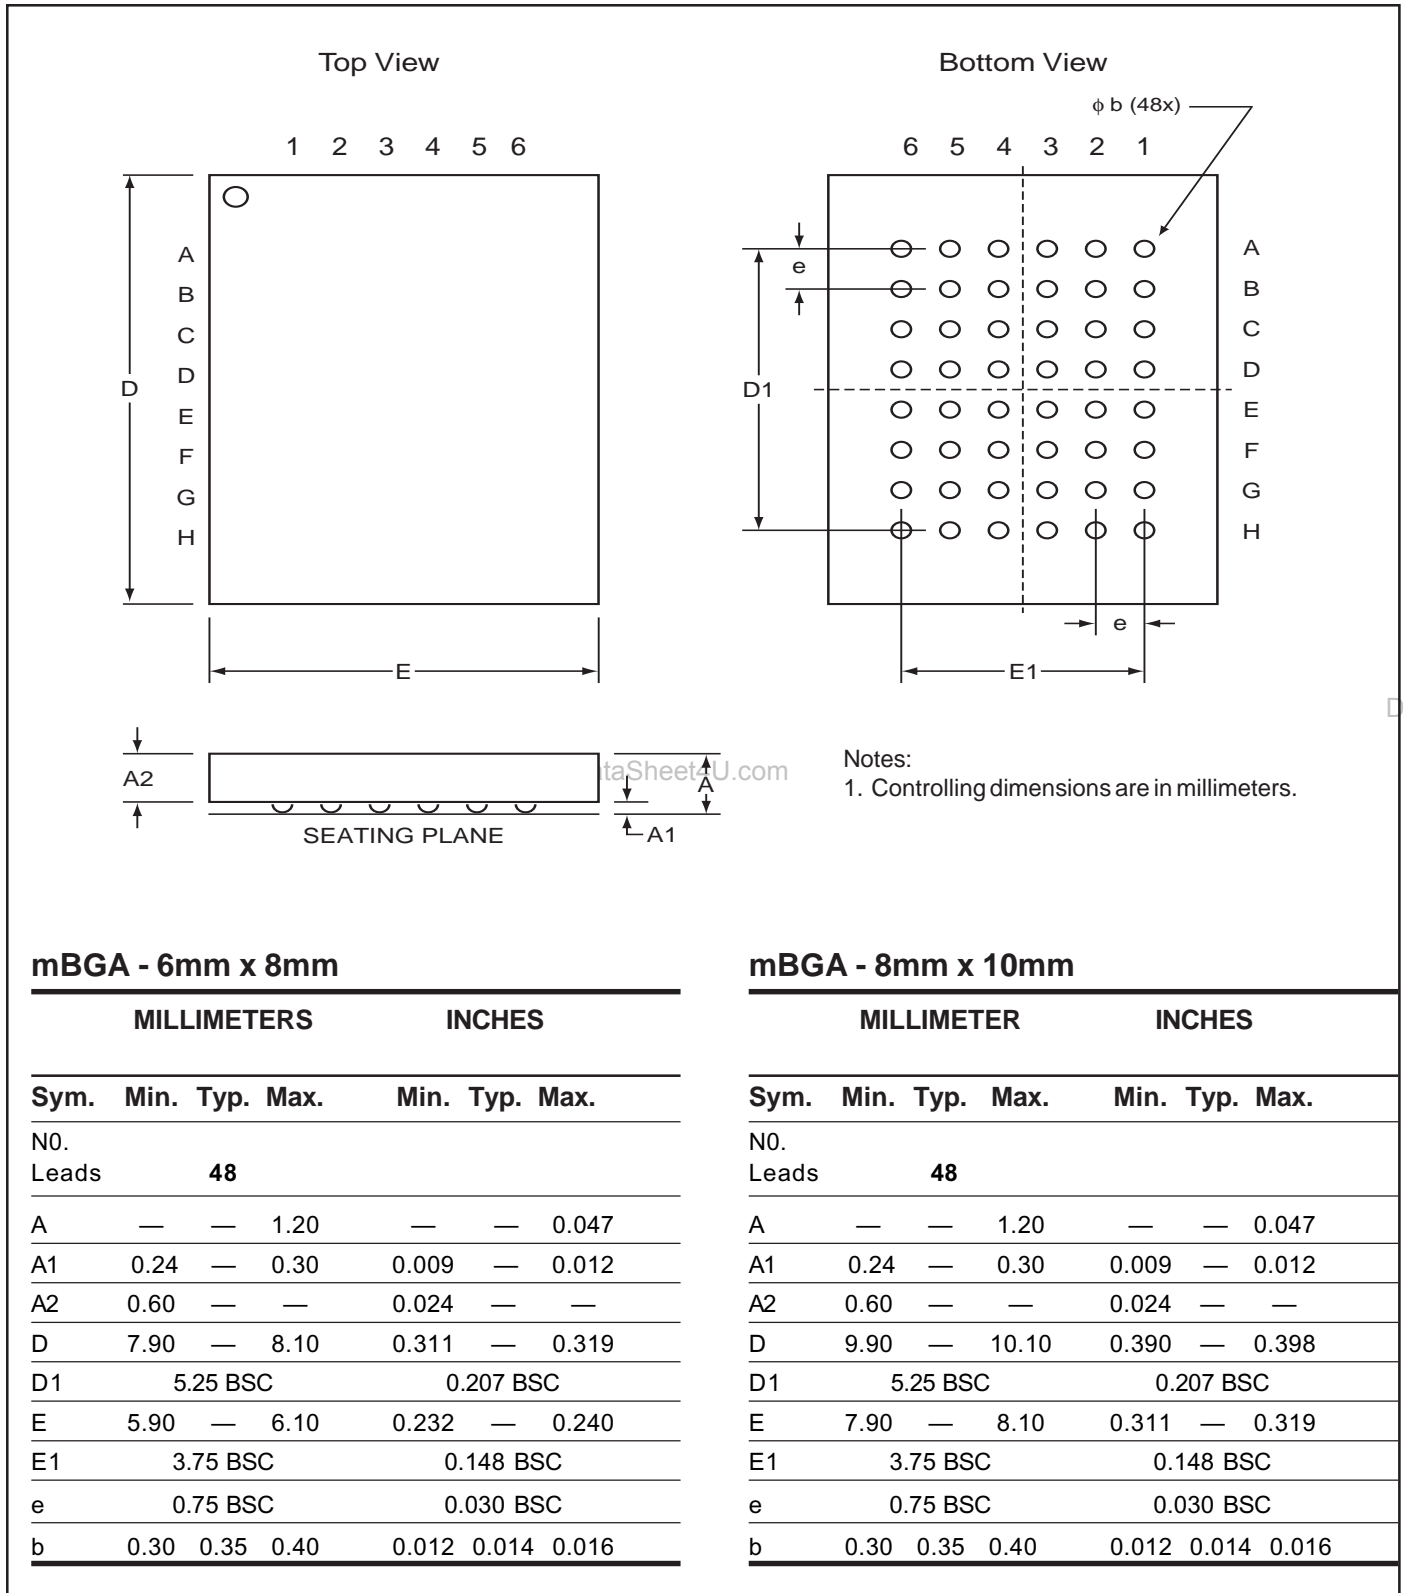 Top View
Bottom View
ϕ b (48x)
1 2 3 4 5 6
6 5 4 3 2 1
A
B
C
D
E
F
G
H
D
E
e
D1
A
B
C
D
E
F
G
H
e
E1
A2
SEATING PLANE
A
A1
taSheet4U.com
D
Notes:
1. Controlling dimensions are in millimeters.
mBGA - 6mm x 8mm
MILLIMETERS INCHES
Sym. Min. Typ. Max. Min. Typ. Max.
N0.
Leads 48
A — — 1.20 — — 0.047
A1 0.24 — 0.30 0.009 — 0.012
A2 0.60 — — 0.024 — —
D 7.90 — 8.10 0.311 — 0.319
D1 5.25 BSC 0.207 BSC
E 5.90 — 6.10 0.232 — 0.240
E1 3.75 BSC 0.148 BSC
e 0.75 BSC 0.030 BSC
b 0.30 0.35 0.40 0.012 0.014 0.016
mBGA - 8mm x 10mm
MILLIMETER INCHES
Sym. Min. Typ. Max. Min. Typ. Max.
N0.
Leads 48
A — — 1.20 — — 0.047
A1 0.24 — 0.30 0.009 — 0.012
A2 0.60 — — 0.024 — —
D 9.90 — 10.10 0.390 — 0.398
D1 5.25 BSC 0.207 BSC
E 7.90 — 8.10 0.311 — 0.319
E1 3.75 BSC 0.148 BSC
e 0.75 BSC 0.030 BSC
b 0.30 0.35 0.40 0.012 0.014 0.016